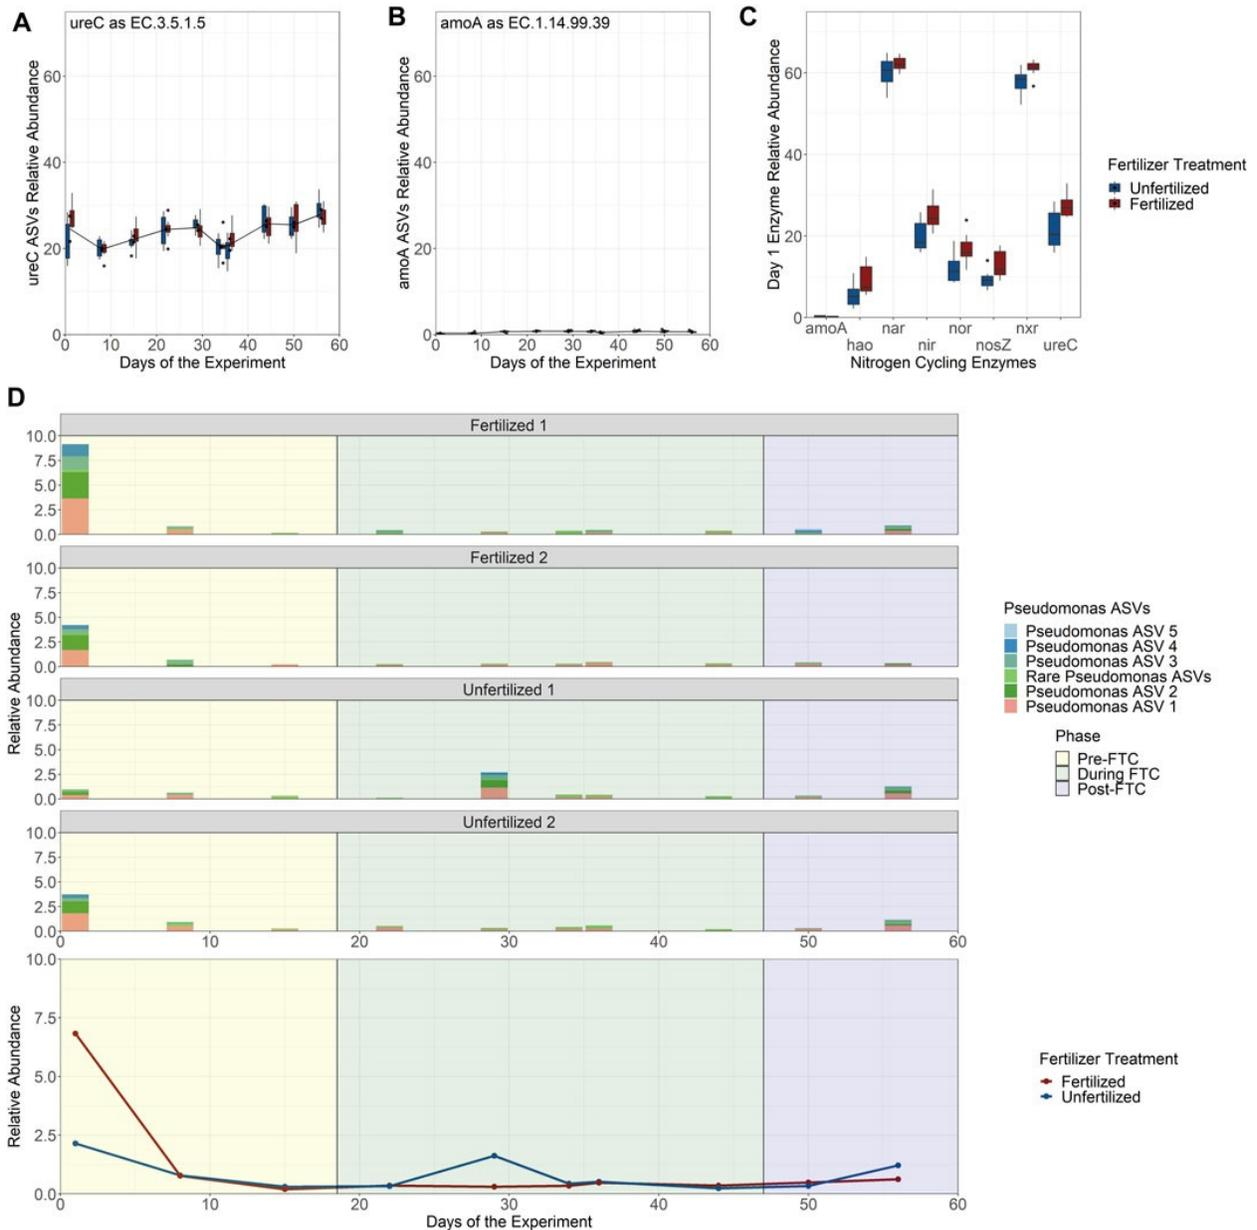 A
ureC as EC.3.5.1.5
ureC ASVs Relative Abundance
60
40
20
0
0 10 20 30 40 50 60
Days of the Experiment
B
amoA as EC.1.14.99.39
amoA ASVs Relative Abundance
60
40
20
0
0 10 20 30 40 50 60
Days of the Experiment
C
Day 1 Enzyme Relative Abundance
60
40
20
0
amoA nar nor nxr
hao nir nosZ ureC
Nitrogen Cycling Enzymes
Fertilizer Treatment
Unfertilized
Fertilized
D
Relative Abundance
Fertilized 1
10.0
7.5
5.0
2.5
0.0
Fertilized 2
10.0
7.5
5.0
2.5
0.0
Unfertilized 1
10.0
7.5
5.0
2.5
0.0
Unfertilized 2
10.0
7.5
5.0
2.5
0.0
0 10 20 30 40 50 60
Pseudomonas ASVs
Pseudomonas ASV 5
Pseudomonas ASV 4
Pseudomonas ASV 3
Rare Pseudomonas ASVs
Pseudomonas ASV 2
Pseudomonas ASV 1
Phase
Pre-FTC
During FTC
Post-FTC
Relative Abundance
10.0
7.5
5.0
2.5
0.0
0 10 20 30 40 50 60
Days of the Experiment
Fertilizer Treatment
Fertilized
Unfertilized